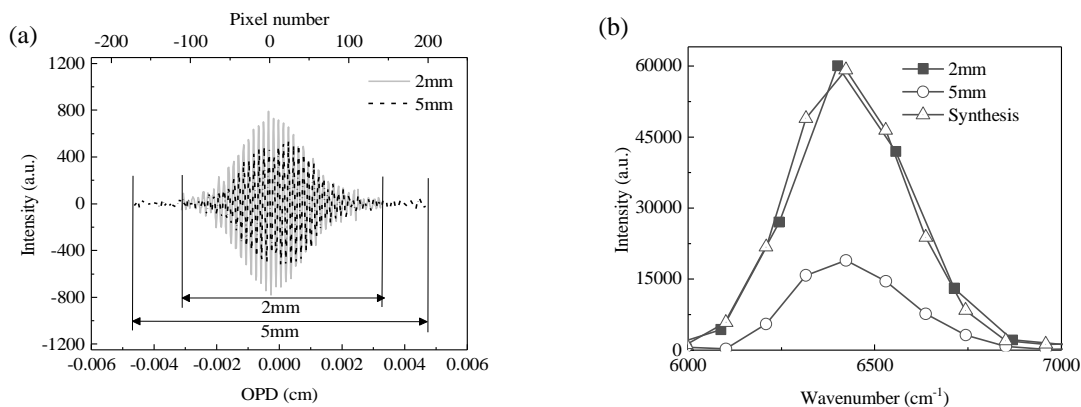 (a)
Pixel number
-200 -100 0 100 200
1200
800
400
0
-400
-800
-1200
Intensity (a.u.)
2mm
5mm
2mm
5mm
-0.006 -0.004 -0.002 0.000 0.002 0.004 0.006
OPD (cm)
(b)
60000
45000
30000
15000
0
Intensity (a.u.)
2mm
5mm
Synthesis
6000 6500 7000
Wavenumber (cm-1)